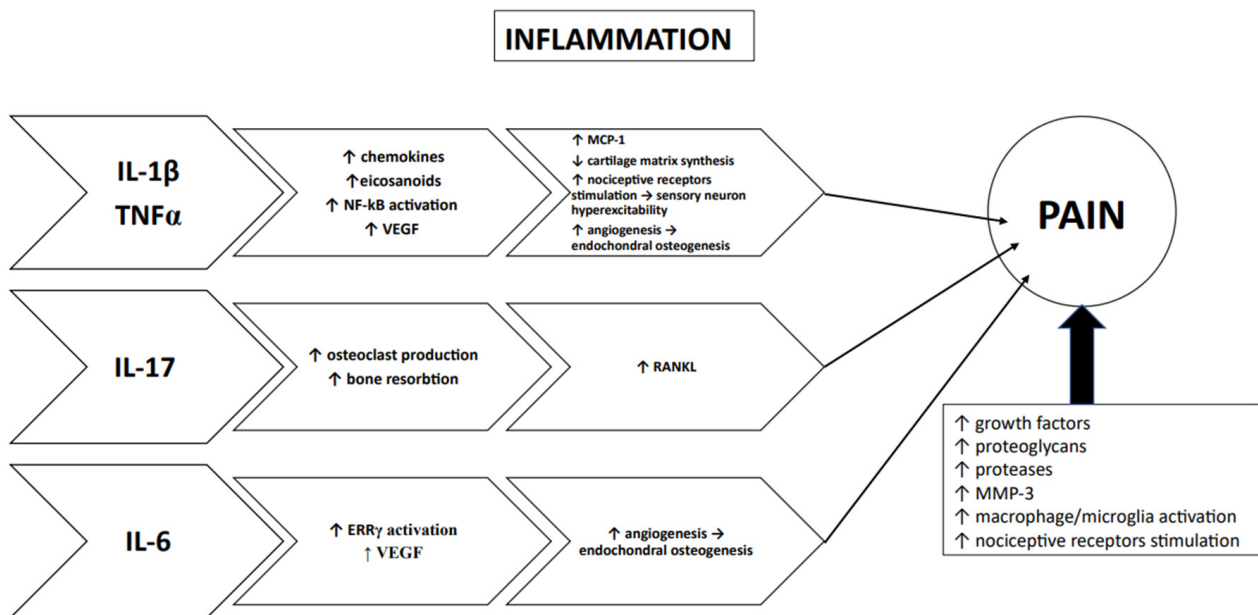 INFLAMMATION
IL-1β
TNFα
↑ chemokines
↑eicosanoids
↑ NF-kB activation
↑ VEGF
↑ MCP-1
↓ cartilage matrix synthesis
↑ nociceptive receptors
stimulation → sensory neuron
hyperexcitability
↑ angiogenesis →
endochondral osteogenesis
PAIN
IL-17
↑ osteoclast production
↑ bone resorbtion
↑ RANKL
IL-6
↑ ERRγ activation
↑ VEGF
↑ angiogenesis →
endochondral osteogenesis
↑ growth factors
↑ proteoglycans
↑ proteases
↑ MMP-3
↑ macrophage/microglia activation
↑ nociceptive receptors stimulation